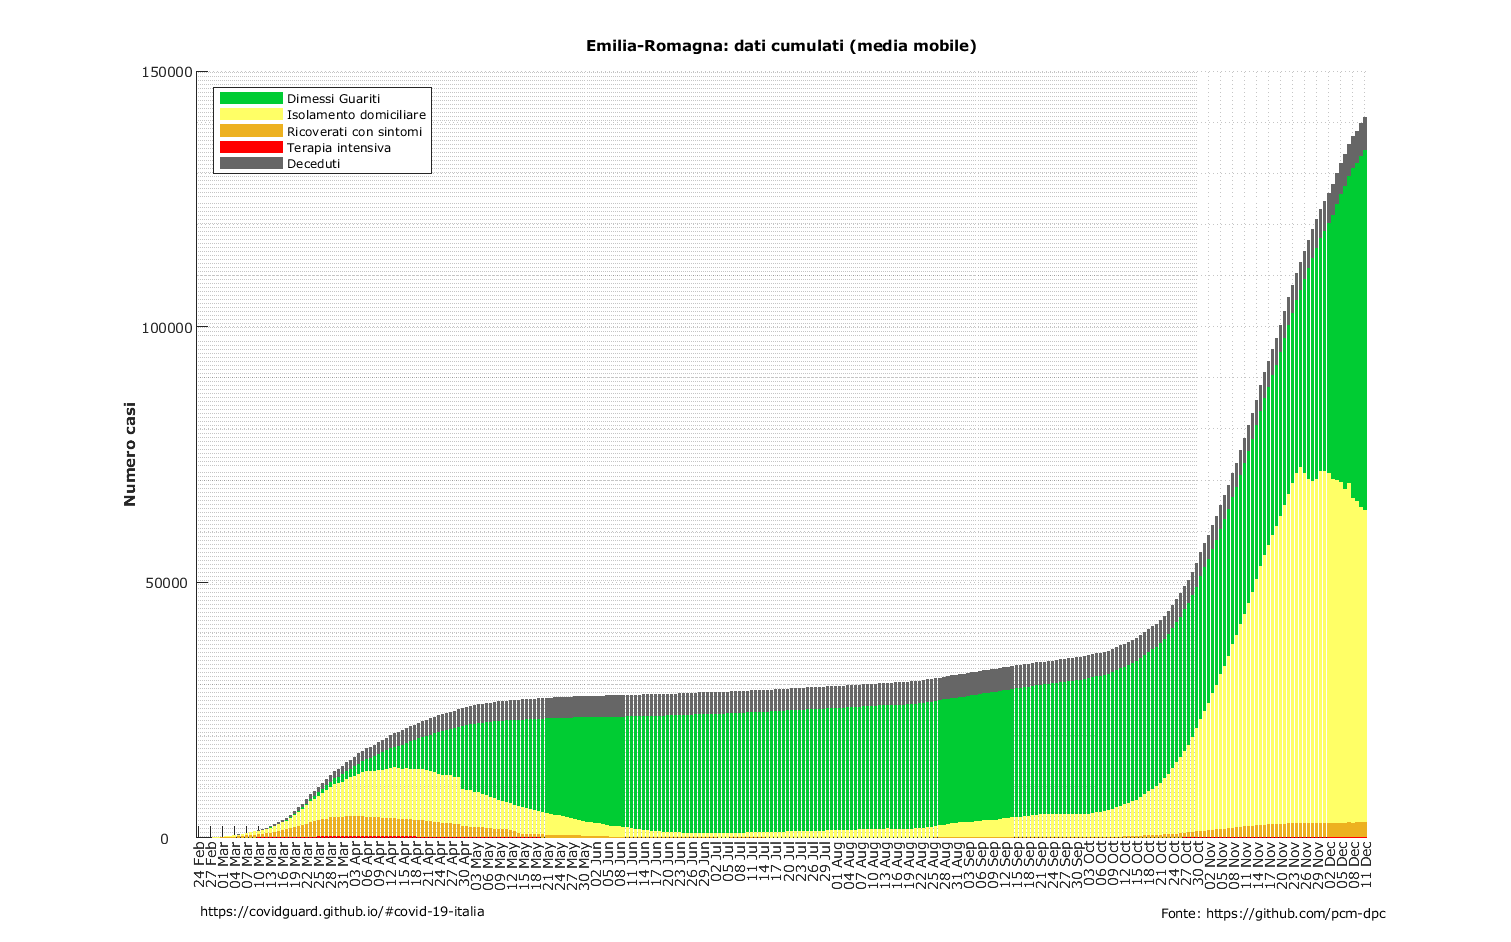 Emilia-Romagna: dati cumulati (media mobile)
150000
Dimessi Guariti
Isolamento domiciliare
Ricoverati con sintomi
Terapia intensiva
Deceduti
100000
Numero casi
50000
0
24 Feb
27 Feb
01 Mar
04 Mar
07 Mar
10 Mar
13 Mar
16 Mar
19 Mar
22 Mar
25 Mar
28 Mar
31 Mar
03 Apr
06 Apr
09 Apr
12 Apr
15 Apr
18 Apr
21 Apr
24 Apr
27 Apr
30 Apr
03 May
06 May
09 May
12 May
15 May
18 May
21 May
24 May
27 May
30 May
02 Jun
05 Jun
08 Jun
11 Jun
14 Jun
17 Jun
20 Jun
23 Jun
26 Jun
29 Jun
02 Jul
05 Jul
08 Jul
11 Jul
14 Jul
17 Jul
20 Jul
23 Jul
26 Jul
29 Jul
01 Aug
04 Aug
07 Aug
10 Aug
13 Aug
16 Aug
19 Aug
22 Aug
25 Aug
28 Aug
31 Aug
03 Sep
06 Sep
09 Sep
12 Sep
15 Sep
18 Sep
21 Sep
24 Sep
27 Sep
30 Sep
03 Oct
06 Oct
09 Oct
12 Oct
15 Oct
18 Oct
21 Oct
24 Oct
27 Oct
30 Oct
02 Nov
05 Nov
08 Nov
11 Nov
14 Nov
17 Nov
20 Nov
23 Nov
26 Nov
29 Nov
02 Dec
05 Dec
08 Dec
11 Dec
https://covidguard.github.io/#covid-19-italia
Fonte: https://github.com/pcm-dpc